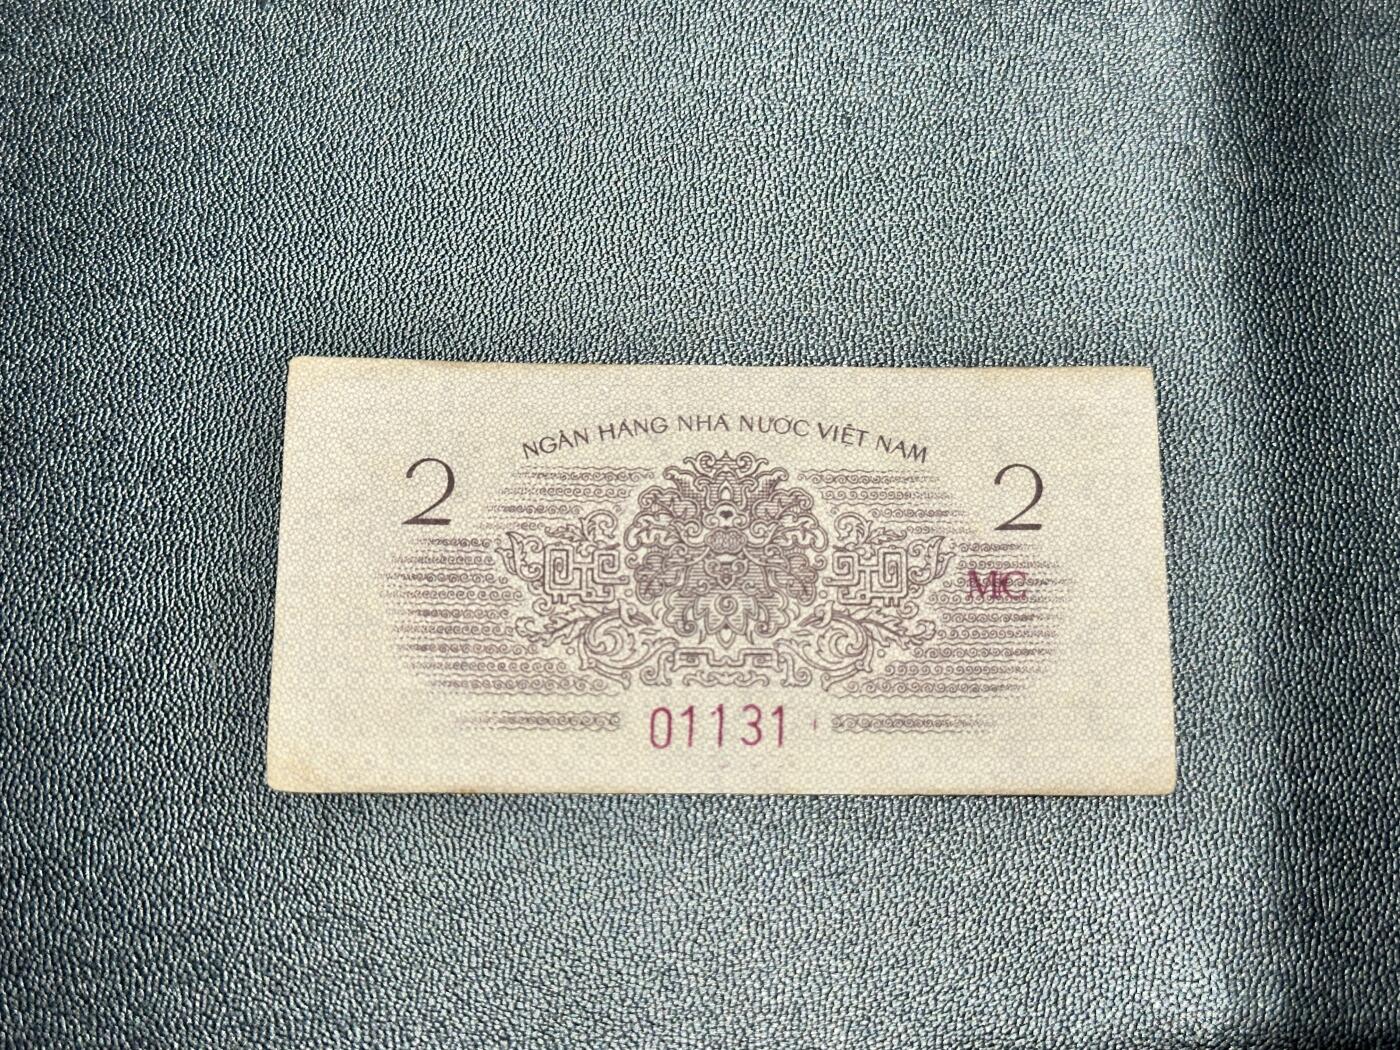 NGÂN HÀNG NHÀ NƯỚC VIỆT NAM
2 2
MC
01131